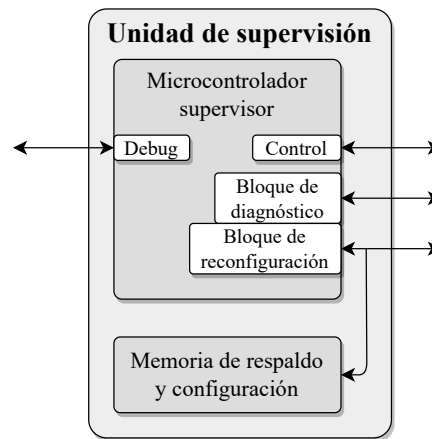 Unidad de supervisión
Microcontrolador
supervisor
Debug
Control
Bloque de
diagnóstico
Bloque de
reconfiguración
Memoria de respaldo
y configuración